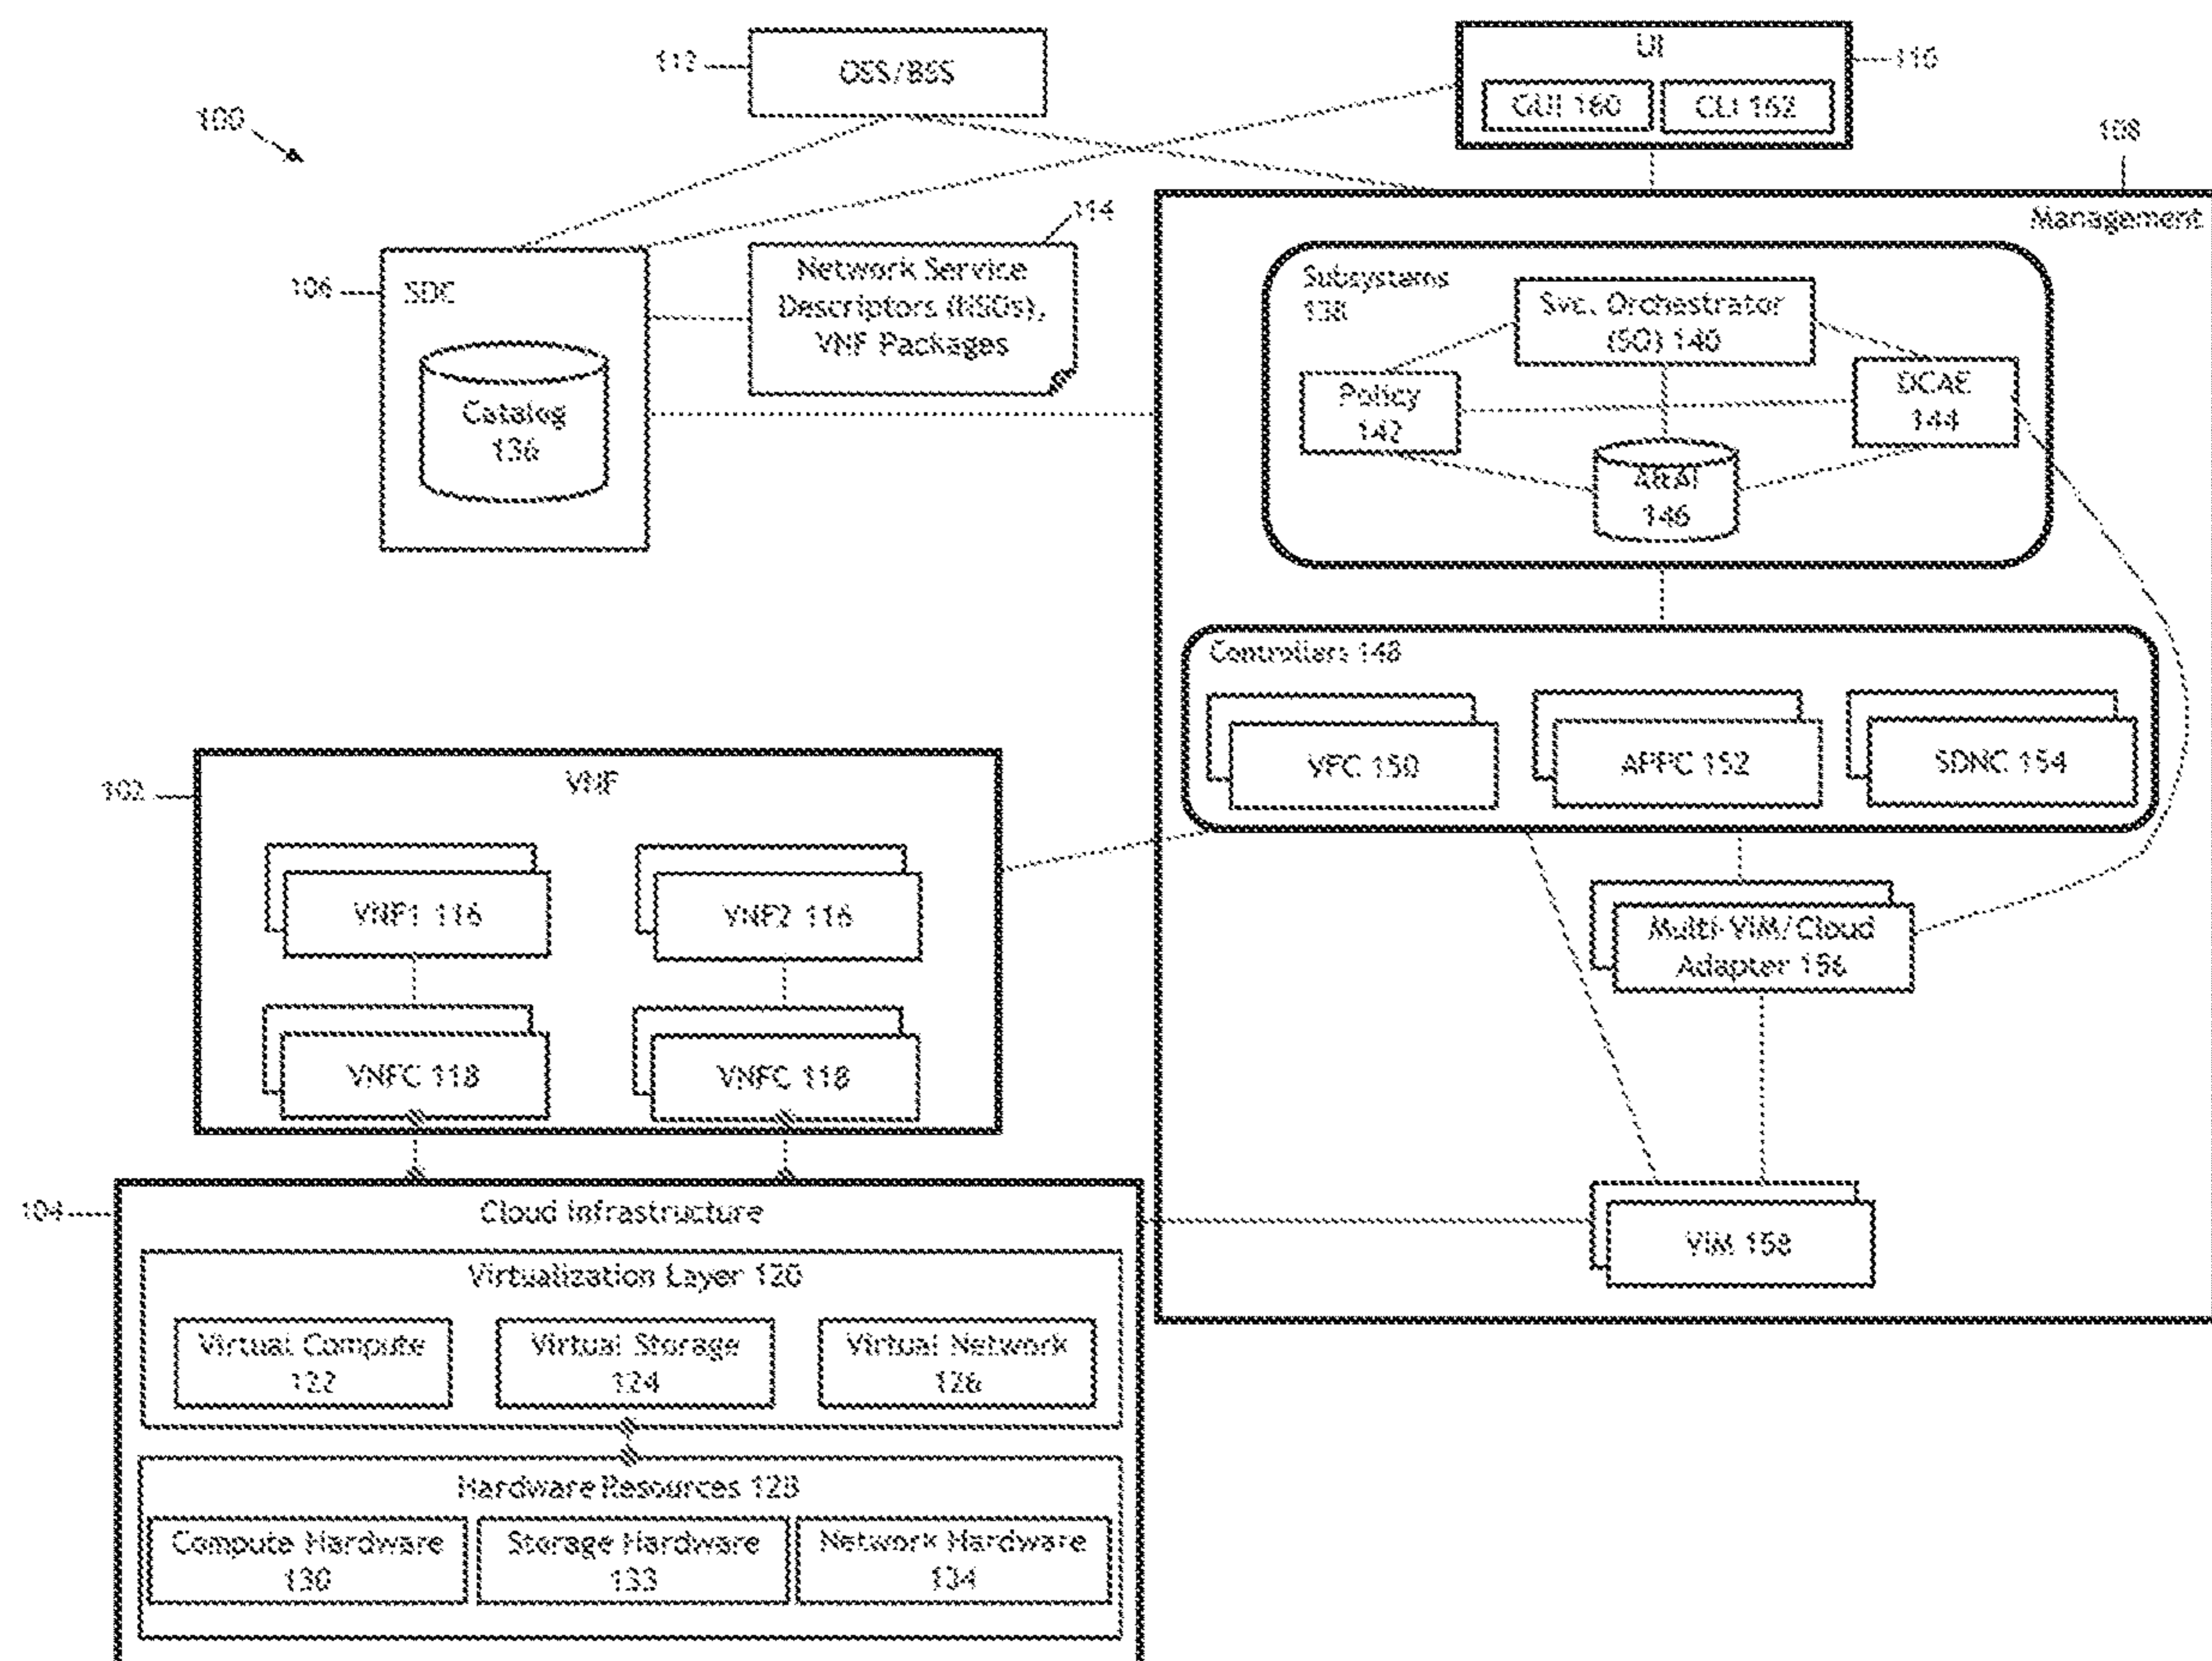 112
OSS/BSS
UI
GUI 160
CLI 162
110
100
108
Management
114
Network Service
Descriptors (NSDs),
VNF Packages
106
SDC
Catalog
136
Subsystems
138
Svc. Orchestrator
(SO) 140
Policy
142
DCAE
144
A&AI
146
Controllers 148
VFC 150
APPC 152
SDNC 154
102
VNF
VNF1 116
VNF2 116
VNFC 118
VNFC 118
Multi-VIM/Cloud
Adapter 156
VIM 158
104
Cloud Infrastructure
Virtualization Layer 120
Virtual Compute
122
Virtual Storage
124
Virtual Network
126
Hardware Resources 128
Compute Hardware
130
Storage Hardware
133
Network Hardware
134